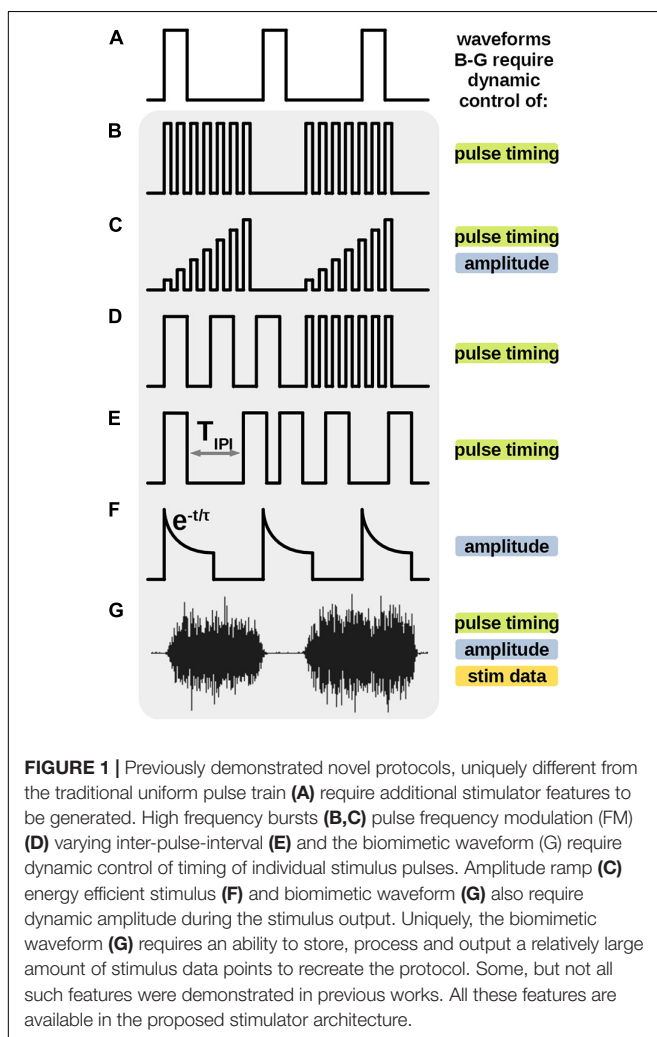 A
waveforms
B-G require
dynamic
control of:
B
pulse timing
C
pulse timing
amplitude
D
pulse timing
E
T IPI
pulse timing
F
e-t/τ
amplitude
G
pulse timing
amplitude
stim data
FIGURE 1 | Previously demonstrated novel protocols, uniquely different from
the traditional uniform pulse train (A) require additional stimulator features to
be generated. High frequency bursts (B,C) pulse frequency modulation (FM)
(D) varying inter-pulse-interval (E) and the biomimetic waveform (G) require
dynamic control of timing of individual stimulus pulses. Amplitude ramp (C)
energy efficient stimulus (F) and biomimetic waveform (G) also require
dynamic amplitude during the stimulus output. Uniquely, the biomimetic
waveform (G) requires an ability to store, process and output a relatively large
amount of stimulus data points to recreate the protocol. Some, but not all
such features were demonstrated in previous works. All these features are
available in the proposed stimulator architecture.